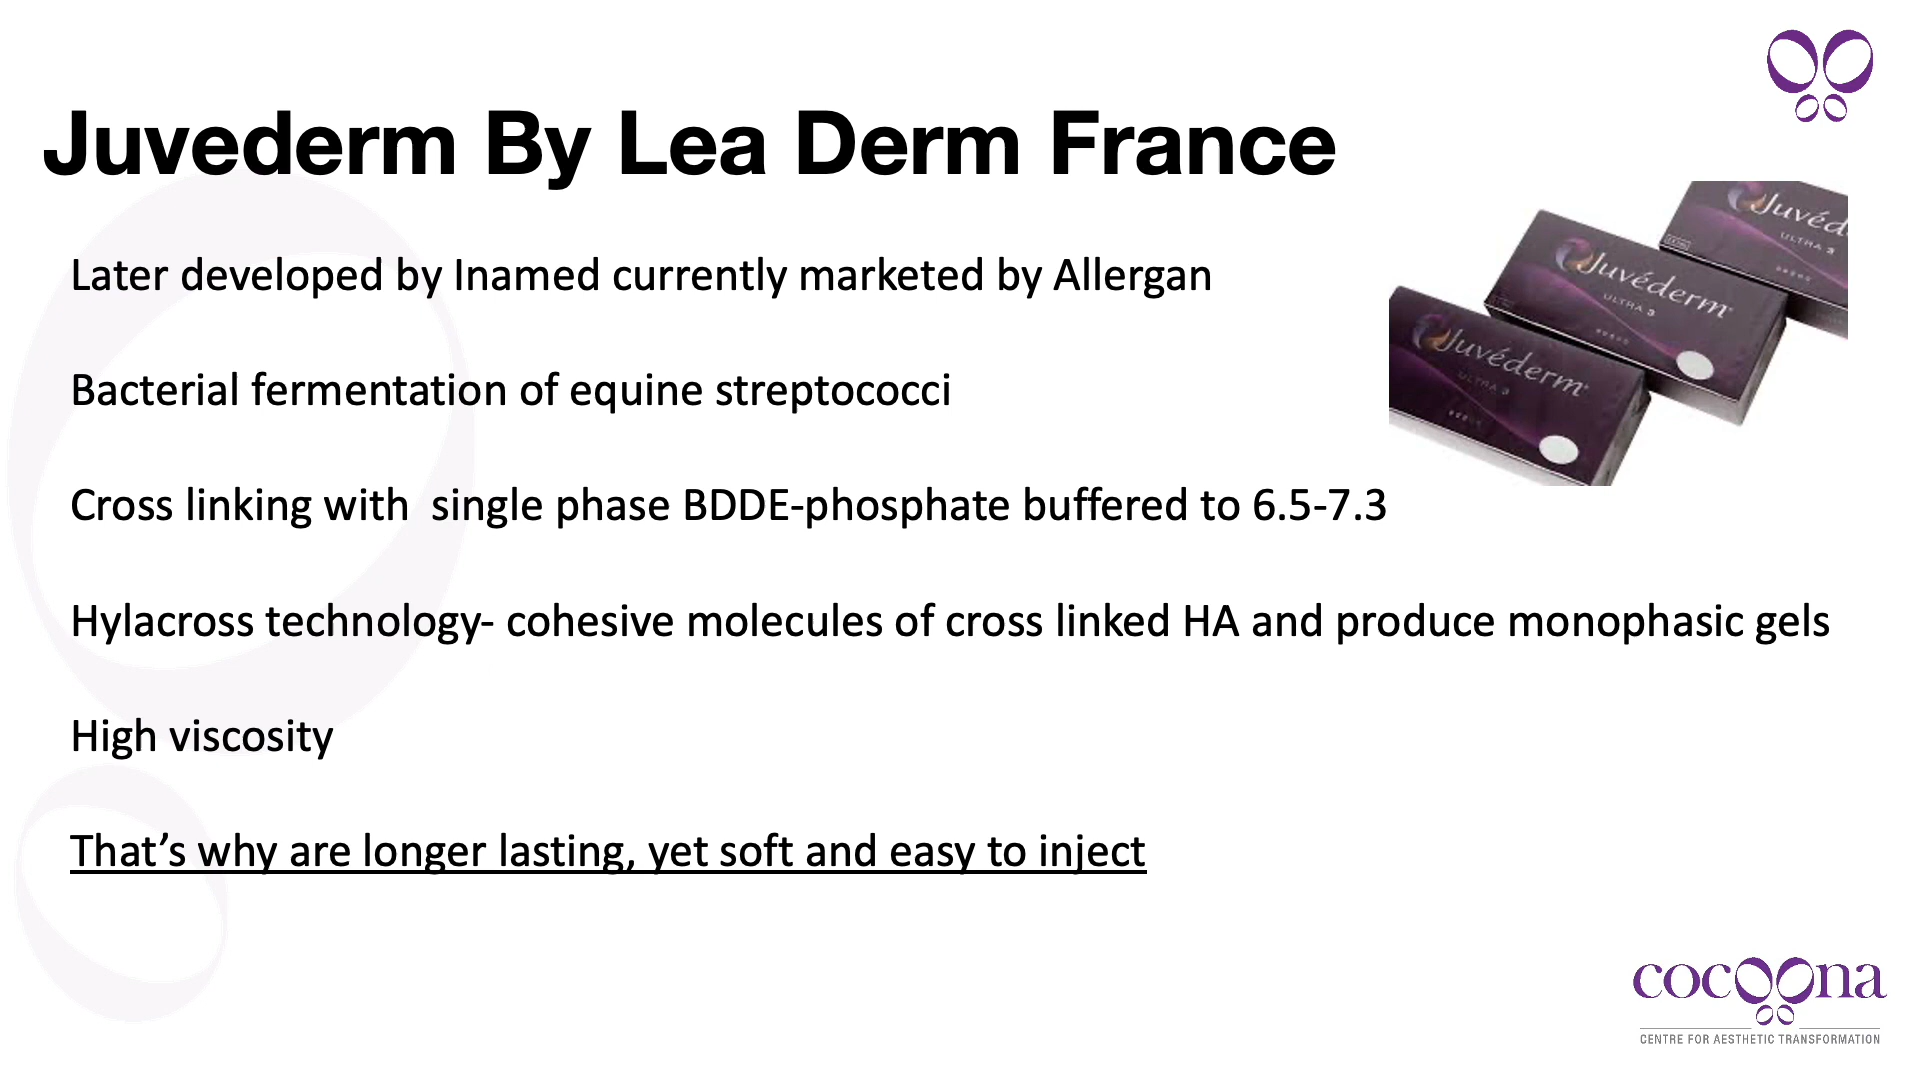 Juvederm By Lea Derm France
Later developed by Inamed currently marketed by Allergan
Bacterial fermentation of equine streptococci
Cross linking with  single phase BDDE-phosphate buffered to 6.5-7.3
Hylacross technology- cohesive molecules of cross linked HA and produce monophasic gels
High viscosity
That’s why are longer lasting, yet soft and easy to inject
Juvéd
ULTRA 3
Juvéderm
ULTRA 3
Juvéderm
ULTRA 3
cocoona
CENTRE FOR AESTHETIC TRANSFORMATION